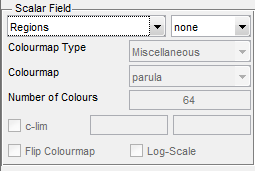 Scalar Field
Regions none
Colourmap Type Miscellaneous
Colourmap parula
Number of Colours 64
c-lim
Flip Colourmap Log-Scale